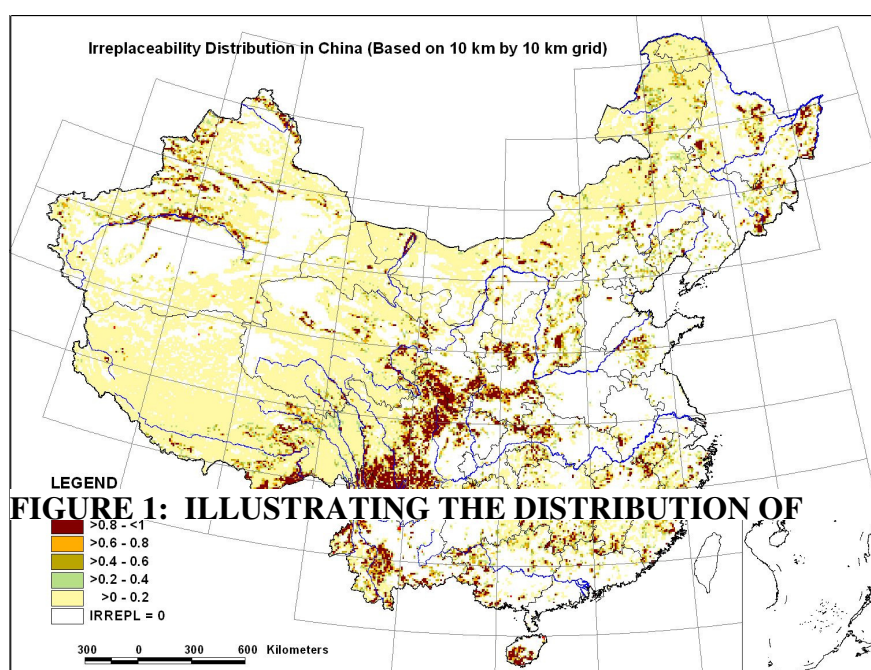 Irreplaceability Distribution in China (Based on 10 km by 10 km grid)
LEGEND
FIGURE 1: ILLUSTRATING THE DISTRIBUTION OF
>0.8 - <1
>0.6 - 0.8
>0.4 - 0.6
>0.2 - 0.4
>0 - 0.2
IRREPL = 0
300 0 300 600 Kilometers